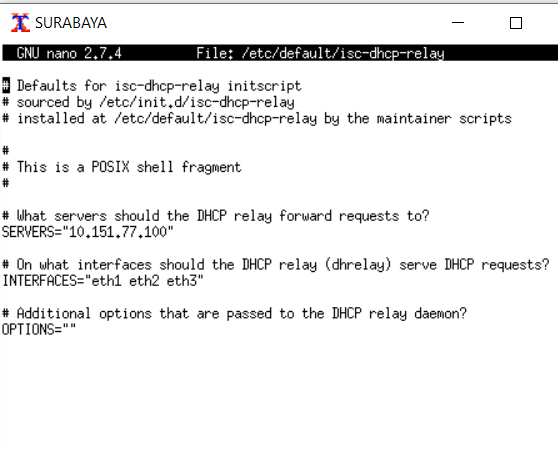 SURABAYA
GNU nano 2.7.4 File: /etc/default/isc-dhcp-relay
# Defaults for isc-dhcp-relay initscript
# sourced by /etc/init.d/isc-dhcp-relay
# installed at /etc/default/isc-dhcp-relay by the maintainer scripts
#
# This is a POSIX shell fragment
#
# What servers should the DHCP relay forward requests to?
SERVERS="10.151.77.100"
# On what interfaces should the DHCP relay (dhrelay) serve DHCP requests?
INTERFACES="eth1 eth2 eth3"
# Additional options that are passed to the DHCP relay daemon?
OPTIONS=""